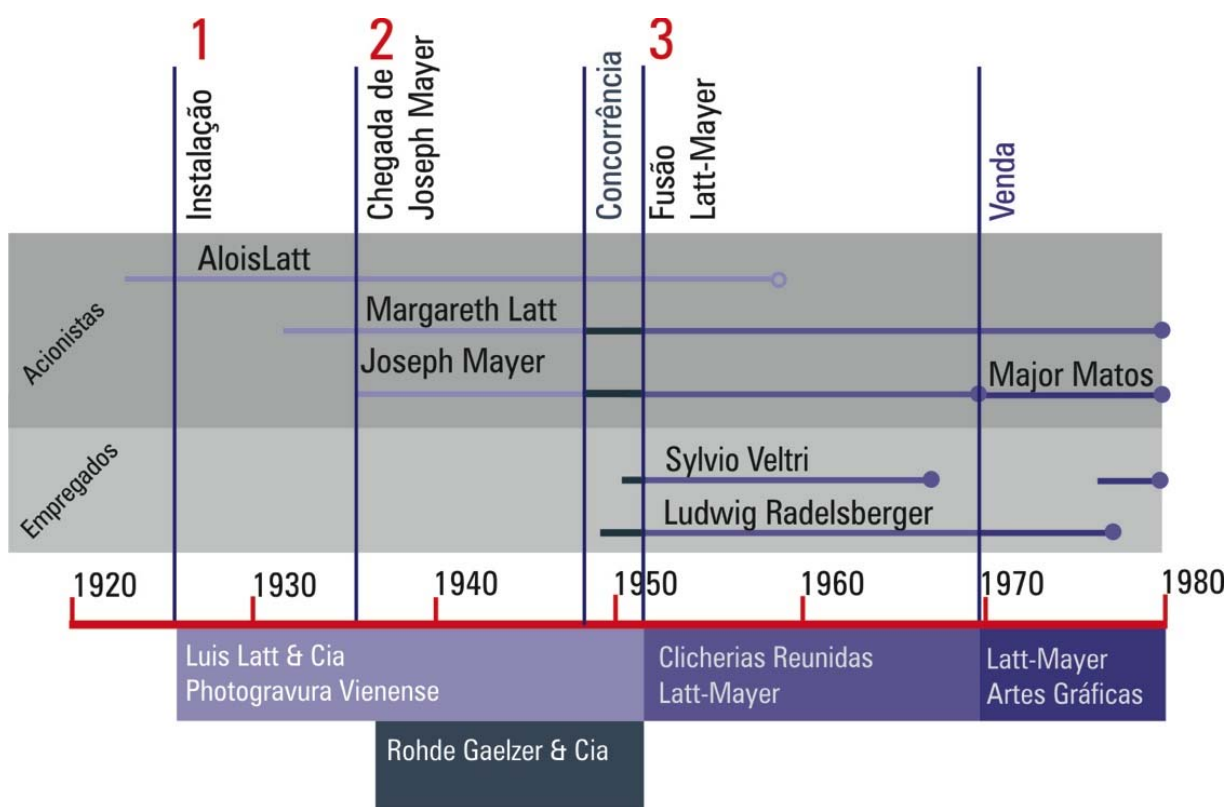 1
2
3
Instalação
Chegada de
Joseph Mayer
Concorrência
Fusão
Latt-Mayer
Venda
Acionistas
AloisLatt
Margareth Latt
Joseph Mayer
Major Matos
Empregados
Sylvio Veltri
Ludwig Radelsberger
1920
1930
1940
1950
1960
1970
1980
Luis Latt & Cia
Photogravura Vienense
Clicherias Reunidas
Latt-Mayer
Latt-Mayer
Artes Gráficas
Rohde Gaelzer & Cia